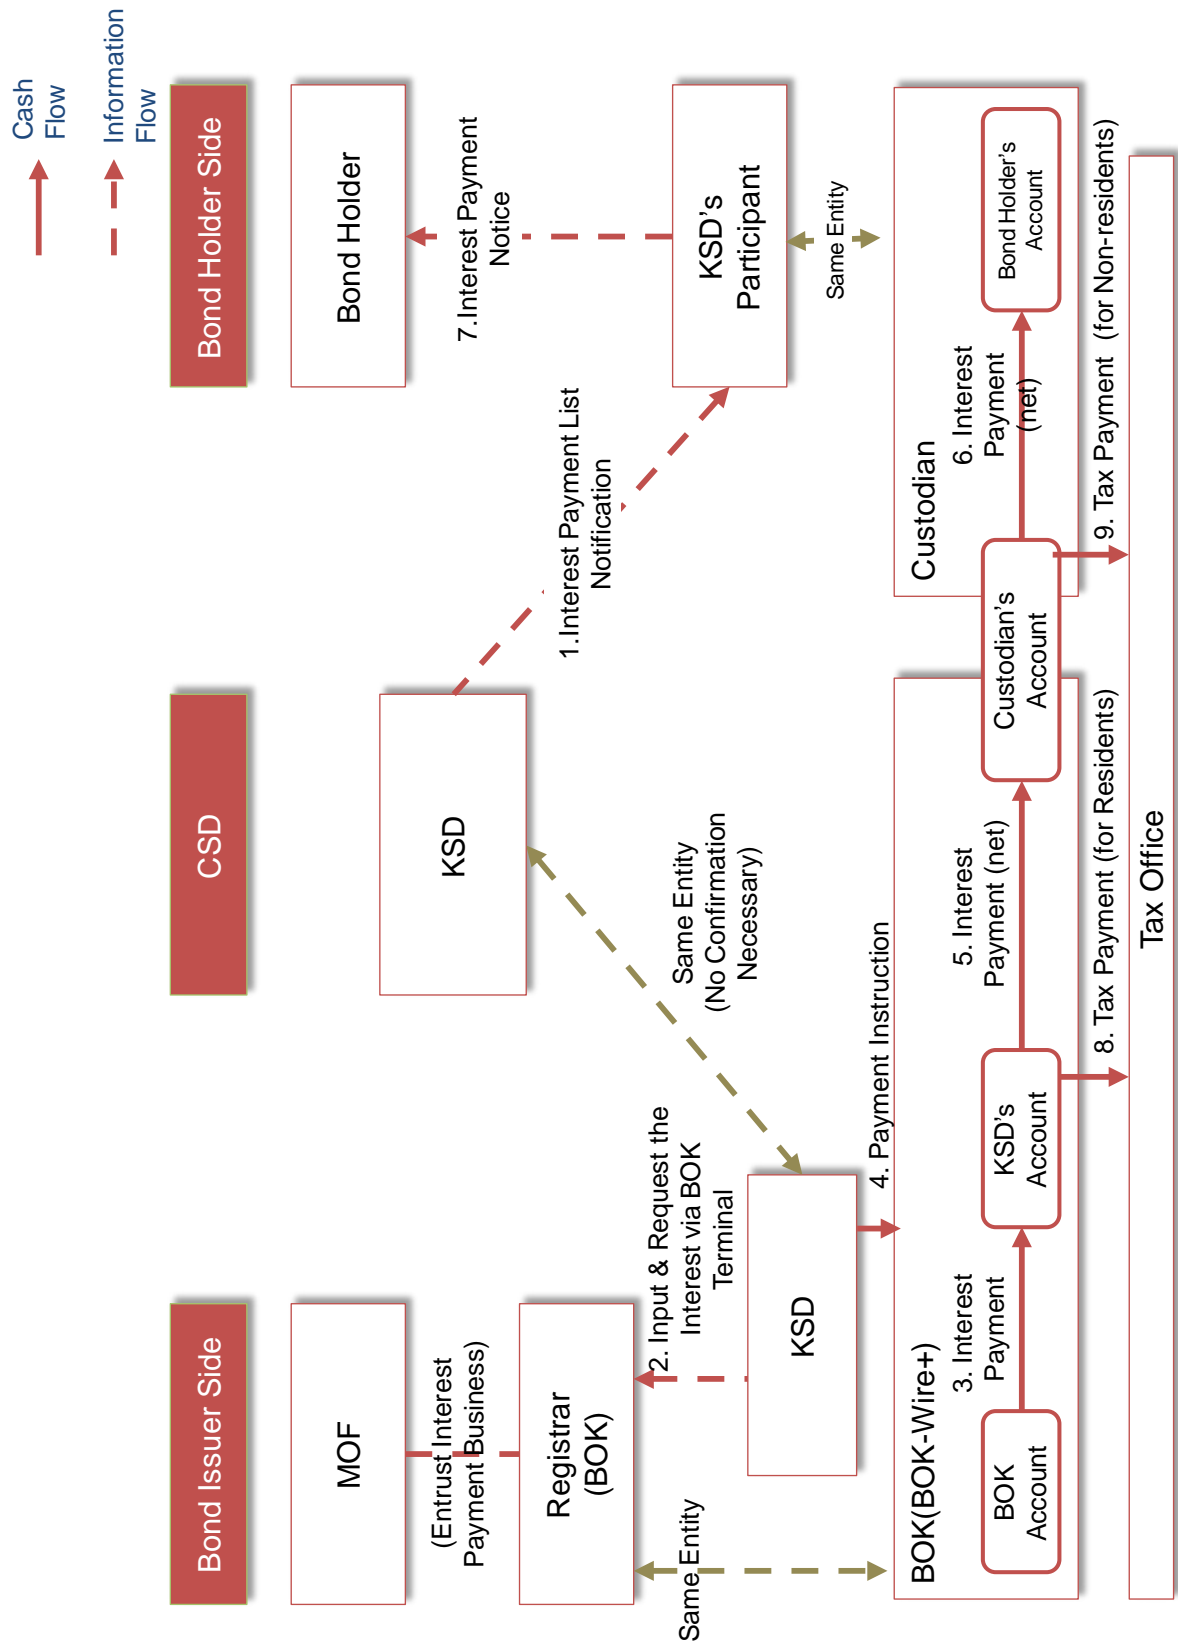 Cash
Flow
Information
Flow
Bond Issuer Side
CSD
Bond Holder Side
MOF
(Entrust Interest
Payment Business)
Registrar
(BOK)
Same Entity
2. Input & Request the
Interest via BOK
Terminal
KSD
Same Entity
(No Confirmation
Necessary)
KSD
1.Interest Payment List
Notification
Bond Holder
7.Interest Payment
Notice
KSD's
Participant
Same Entity
4. Payment Instruction
BOK(BOK-Wire+)
BOK
Account
3. Interest
Payment
KSD's
Account
5. Interest
Payment (net)
Custodian's
Account
Custodian
6. Interest
Payment
(net)
Bond Holder's
Account
8. Tax Payment (for Residents)
9. Tax Payment (for Non-residents)
Tax Office